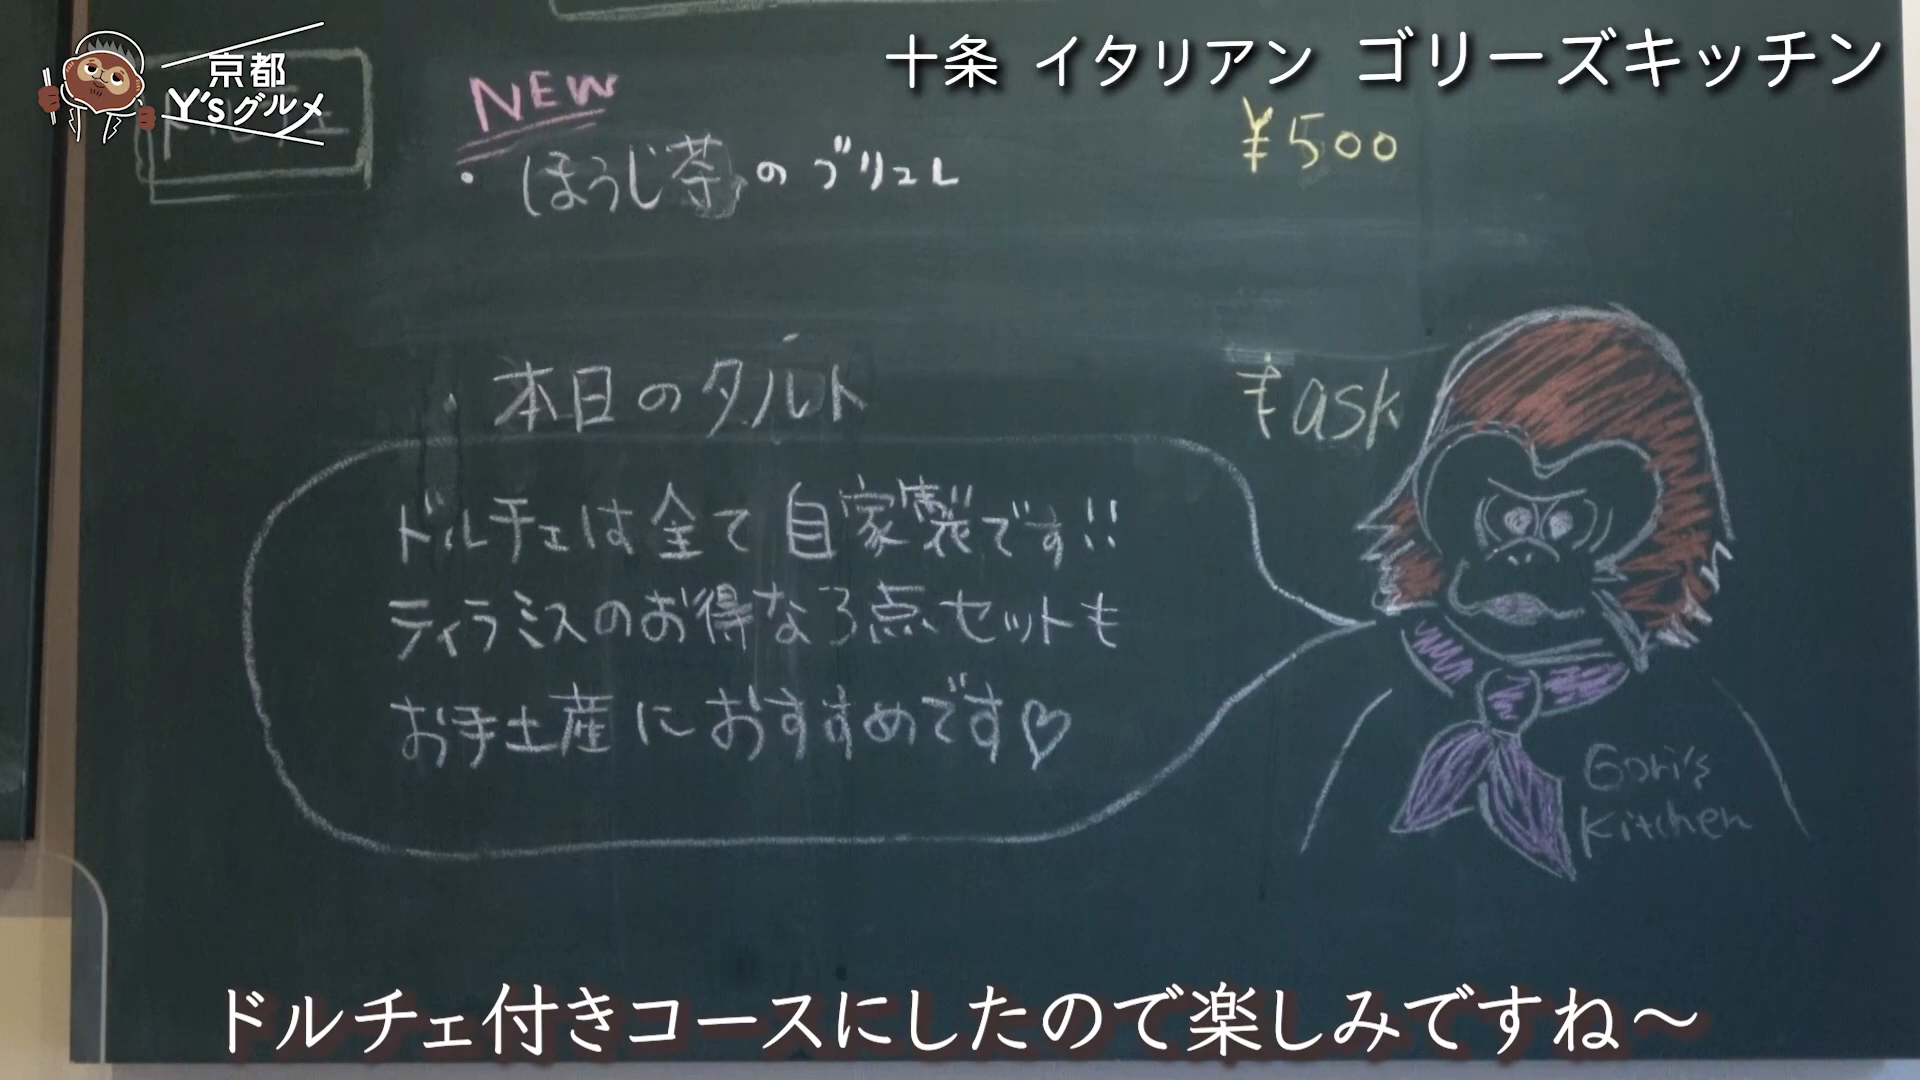 京都
Y'sグルメ
十条 イタリアン ゴリーズキッチン
ドルチェ
NEW
・ほうじ茶のブリュレ ¥500
・本日のタルト ¥ask
ドルチェは全て自家製です!!
ティラミスのお得な3点セットも
お手土産におすすめです♡
Gori's
Kitchen
ドルチェ付きコースにしたので楽しみですね〜